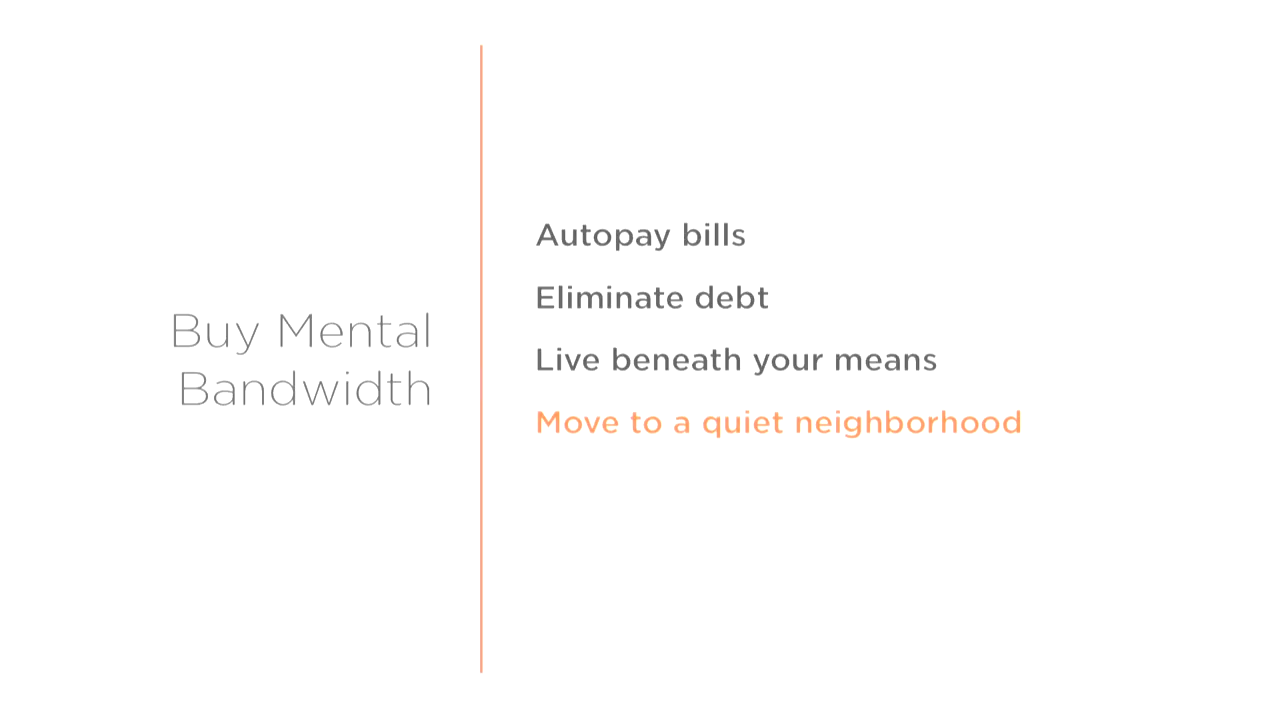 Buy Mental
Bandwidth
Autopay bills
Eliminate debt
Live beneath your means
Move to a quiet neighborhood